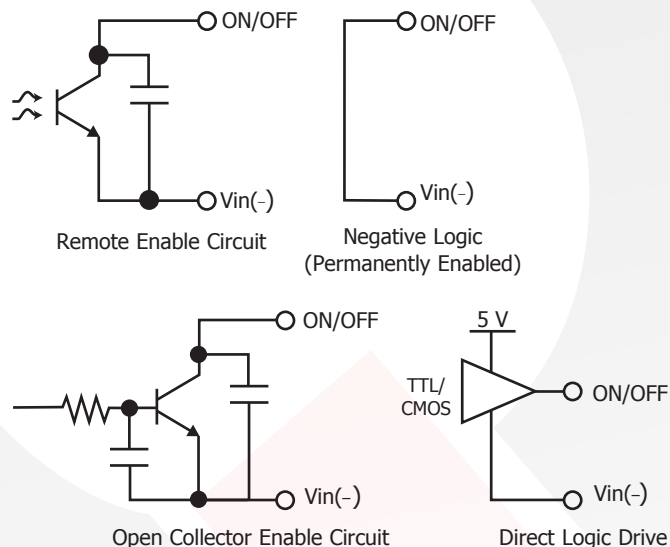 ON/OFF
Vin(–)
Remote Enable Circuit
ON/OFF
Vin(–)
Negative Logic
(Permanently Enabled)
ON/OFF
Vin(–)
Open Collector Enable Circuit
5 V
TTL/
CMOS
ON/OFF
Vin(–)
Direct Logic Drive